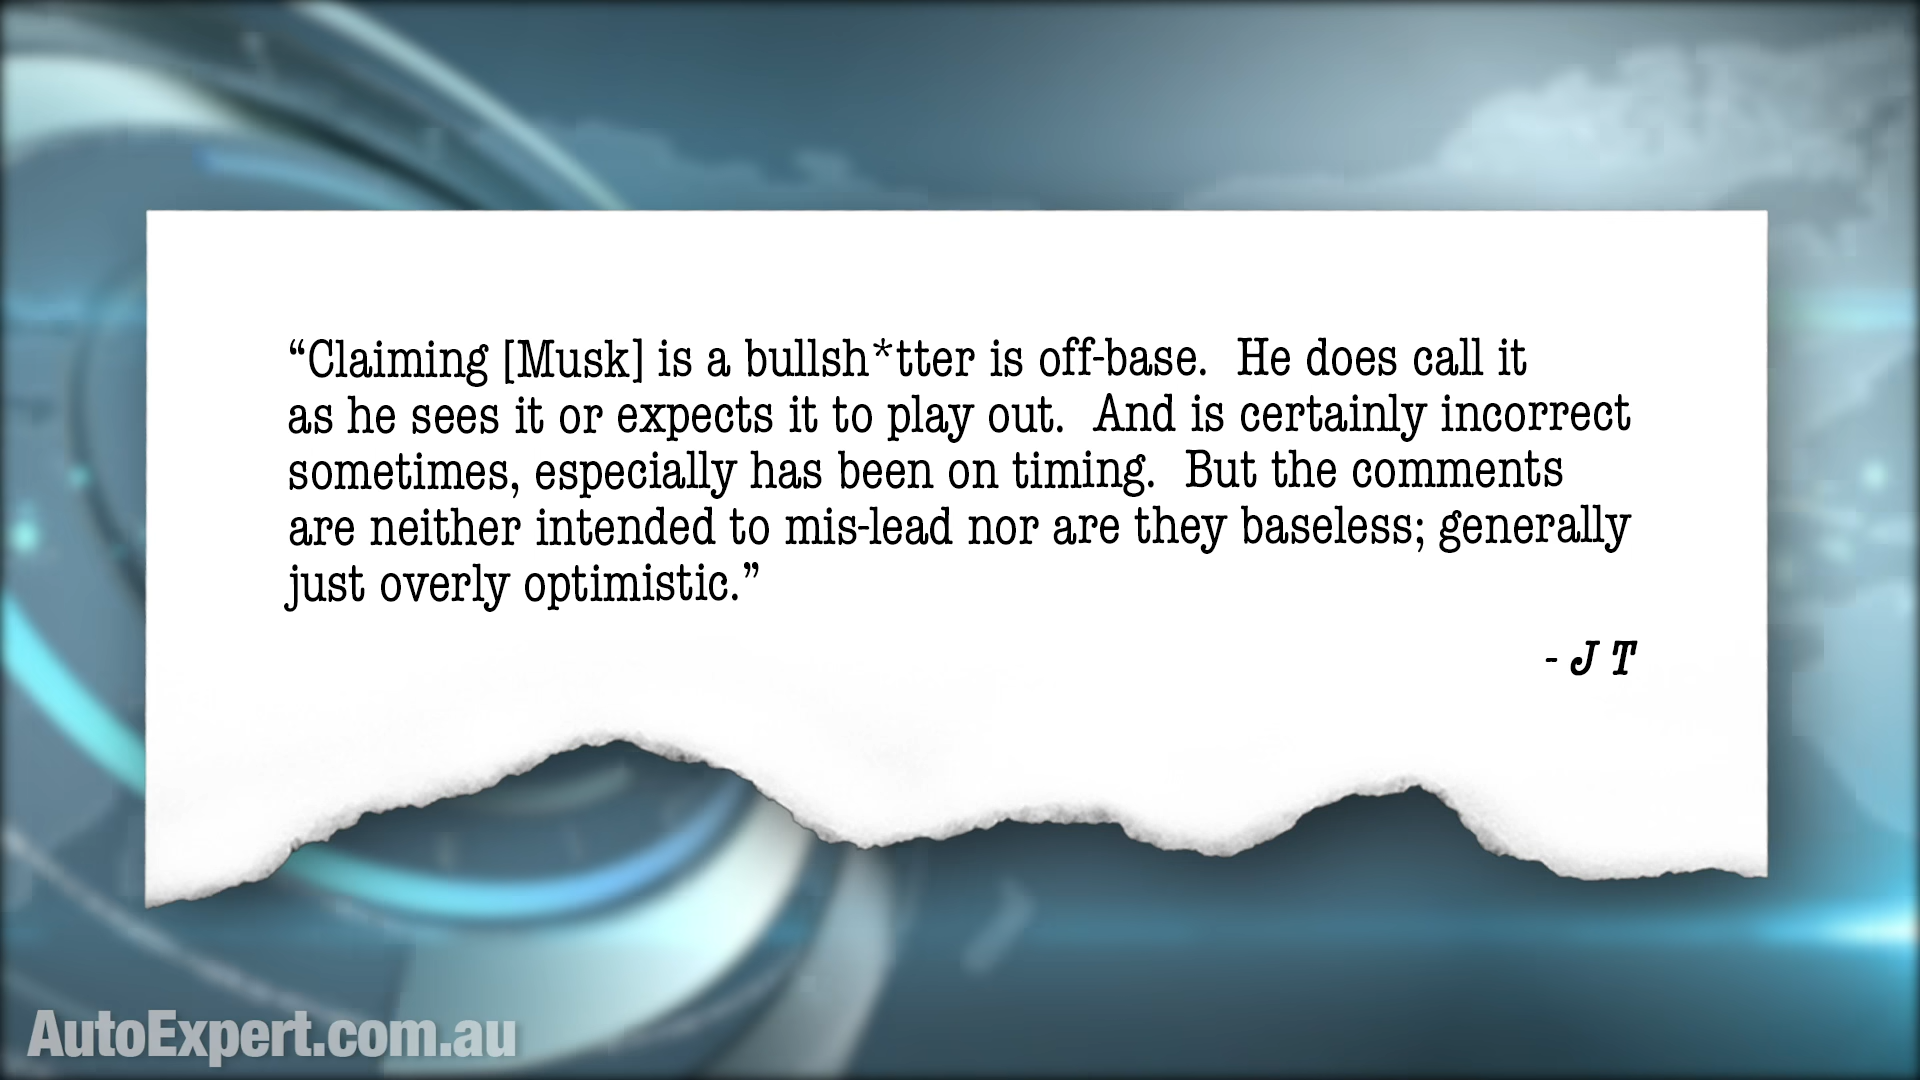 “Claiming [Musk] is a bullsh*tter is off-base.  He does call it
as he sees it or expects it to play out.  And is certainly incorrect
sometimes, especially has been on timing.  But the comments
are neither intended to mis-lead nor are they baseless; generally
just overly optimistic.”
- J T
AutoExpert.com.au